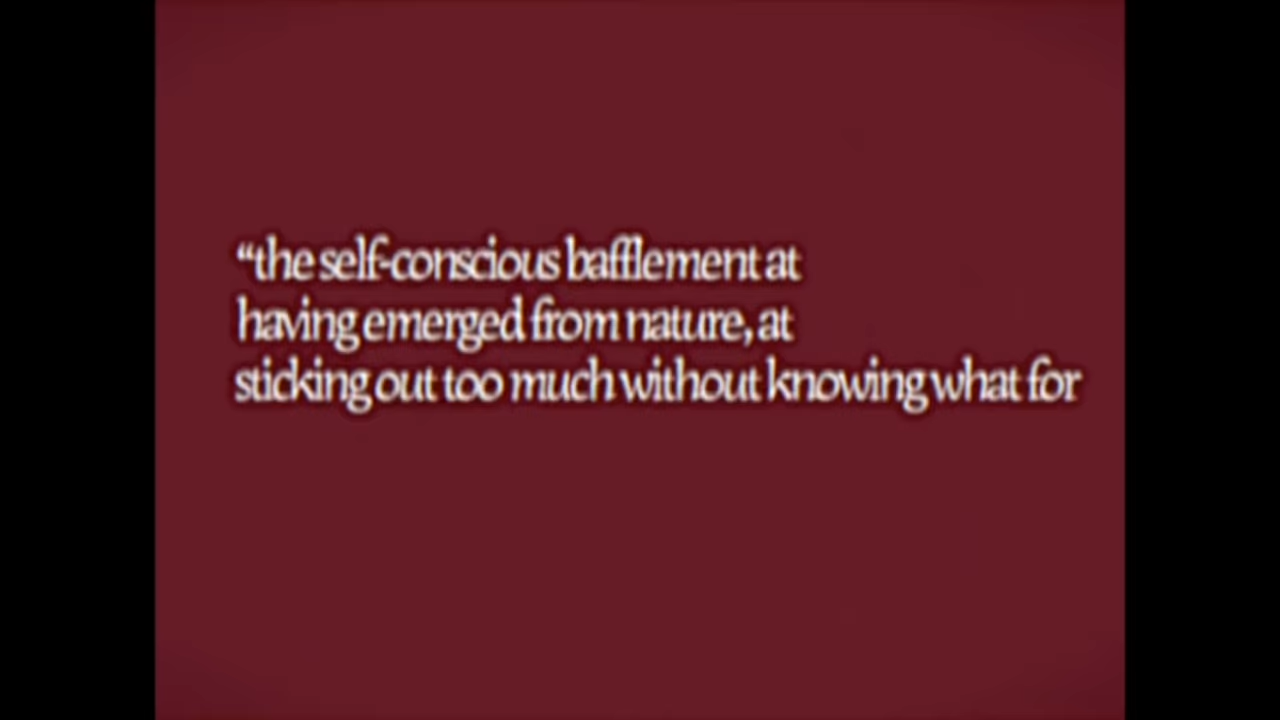 “the self-conscious bafflement at
having emerged from nature, at
sticking out too much without knowing what for